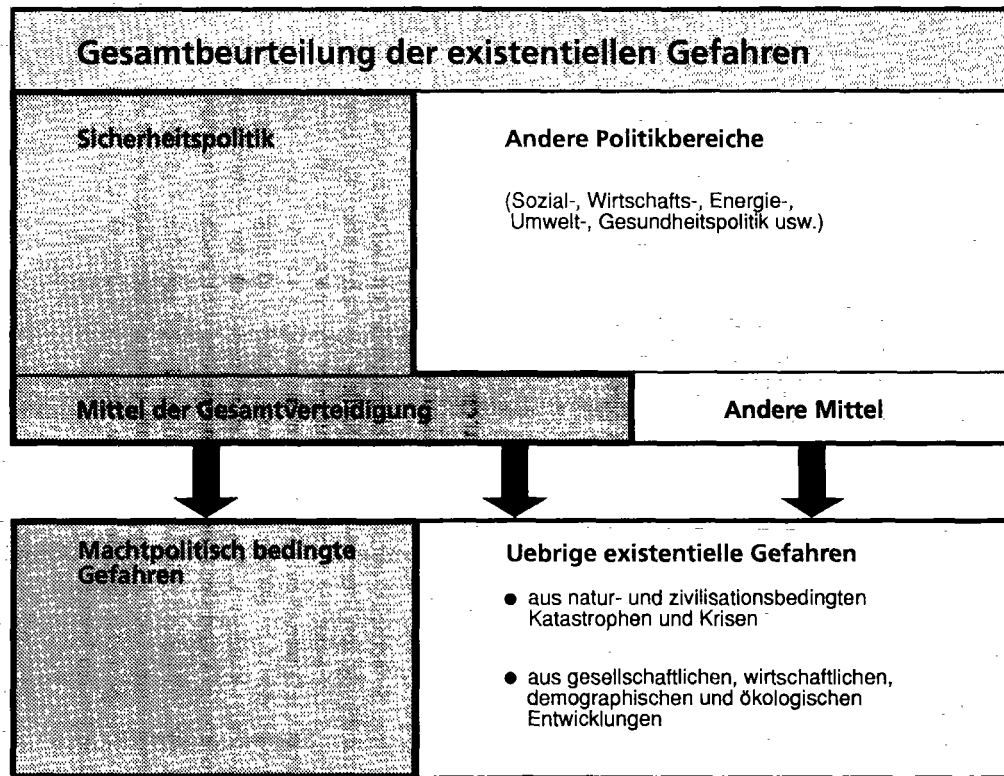 Gesamtbeurteilung der existentiellen Gefahren
Sicherheitspolitik
Andere Politikbereiche
(Sozial-, Wirtschafts-, Energie-,
Umwelt-, Gesundheitspolitik usw.)
Mittel der Gesamtverteidigung
Andere Mittel
Machtpolitisch bedingte
Gefahren
Uebrige existentielle Gefahren
● aus natur- und zivilisationsbedingten
Katastrophen und Krisen
● aus gesellschaftlichen, wirtschaftlichen,
demographischen und ökologischen
Entwicklungen